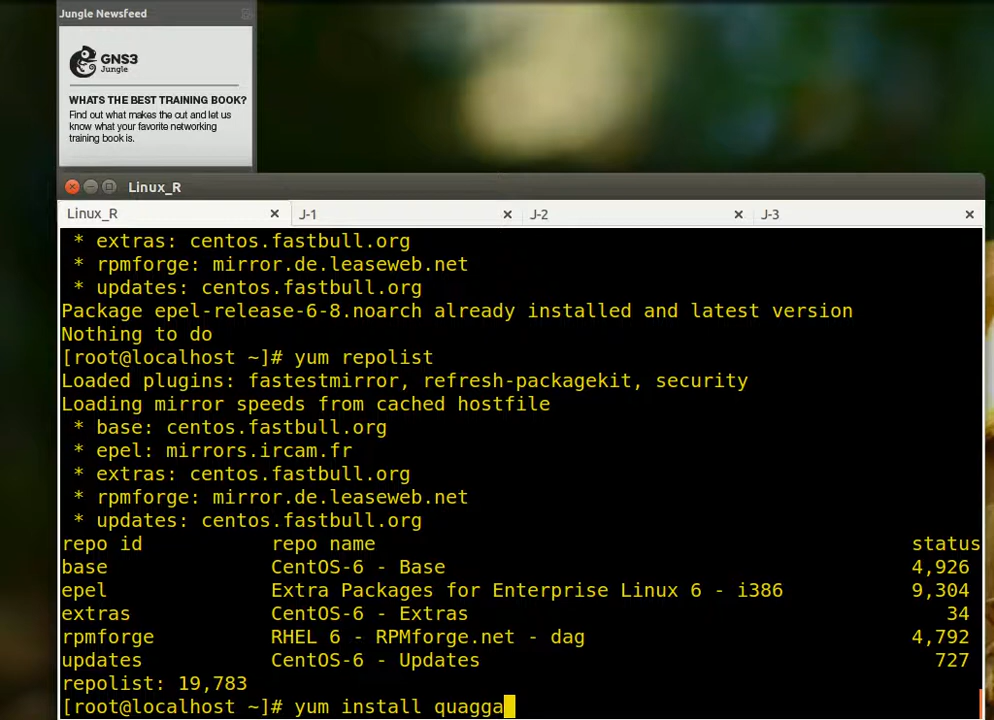 Jungle Newsfeed
GNS3
Jungle
WHATS THE BEST TRAINING BOOK?
Find out what makes the cut and let us
know what your favorite networking
training book is.
Linux_R
Linux_R
J-1
J-2
J-3
* extras: centos.fastbull.org
* rpmforge: mirror.de.leaseweb.net
* updates: centos.fastbull.org
Package epel-release-6-8.noarch already installed and latest version
Nothing to do
[root@localhost ~]# yum repolist
Loaded plugins: fastestmirror, refresh-packagekit, security
Loading mirror speeds from cached hostfile
* base: centos.fastbull.org
* epel: mirrors.ircam.fr
* extras: centos.fastbull.org
* rpmforge: mirror.de.leaseweb.net
* updates: centos.fastbull.org
repo id repo name status
base CentOS-6 - Base 4,926
epel Extra Packages for Enterprise Linux 6 - i386 9,304
extras CentOS-6 - Extras 34
rpmforge RHEL 6 - RPMforge.net - dag 4,792
updates CentOS-6 - Updates 727
repolist: 19,783
[root@localhost ~]# yum install quagga